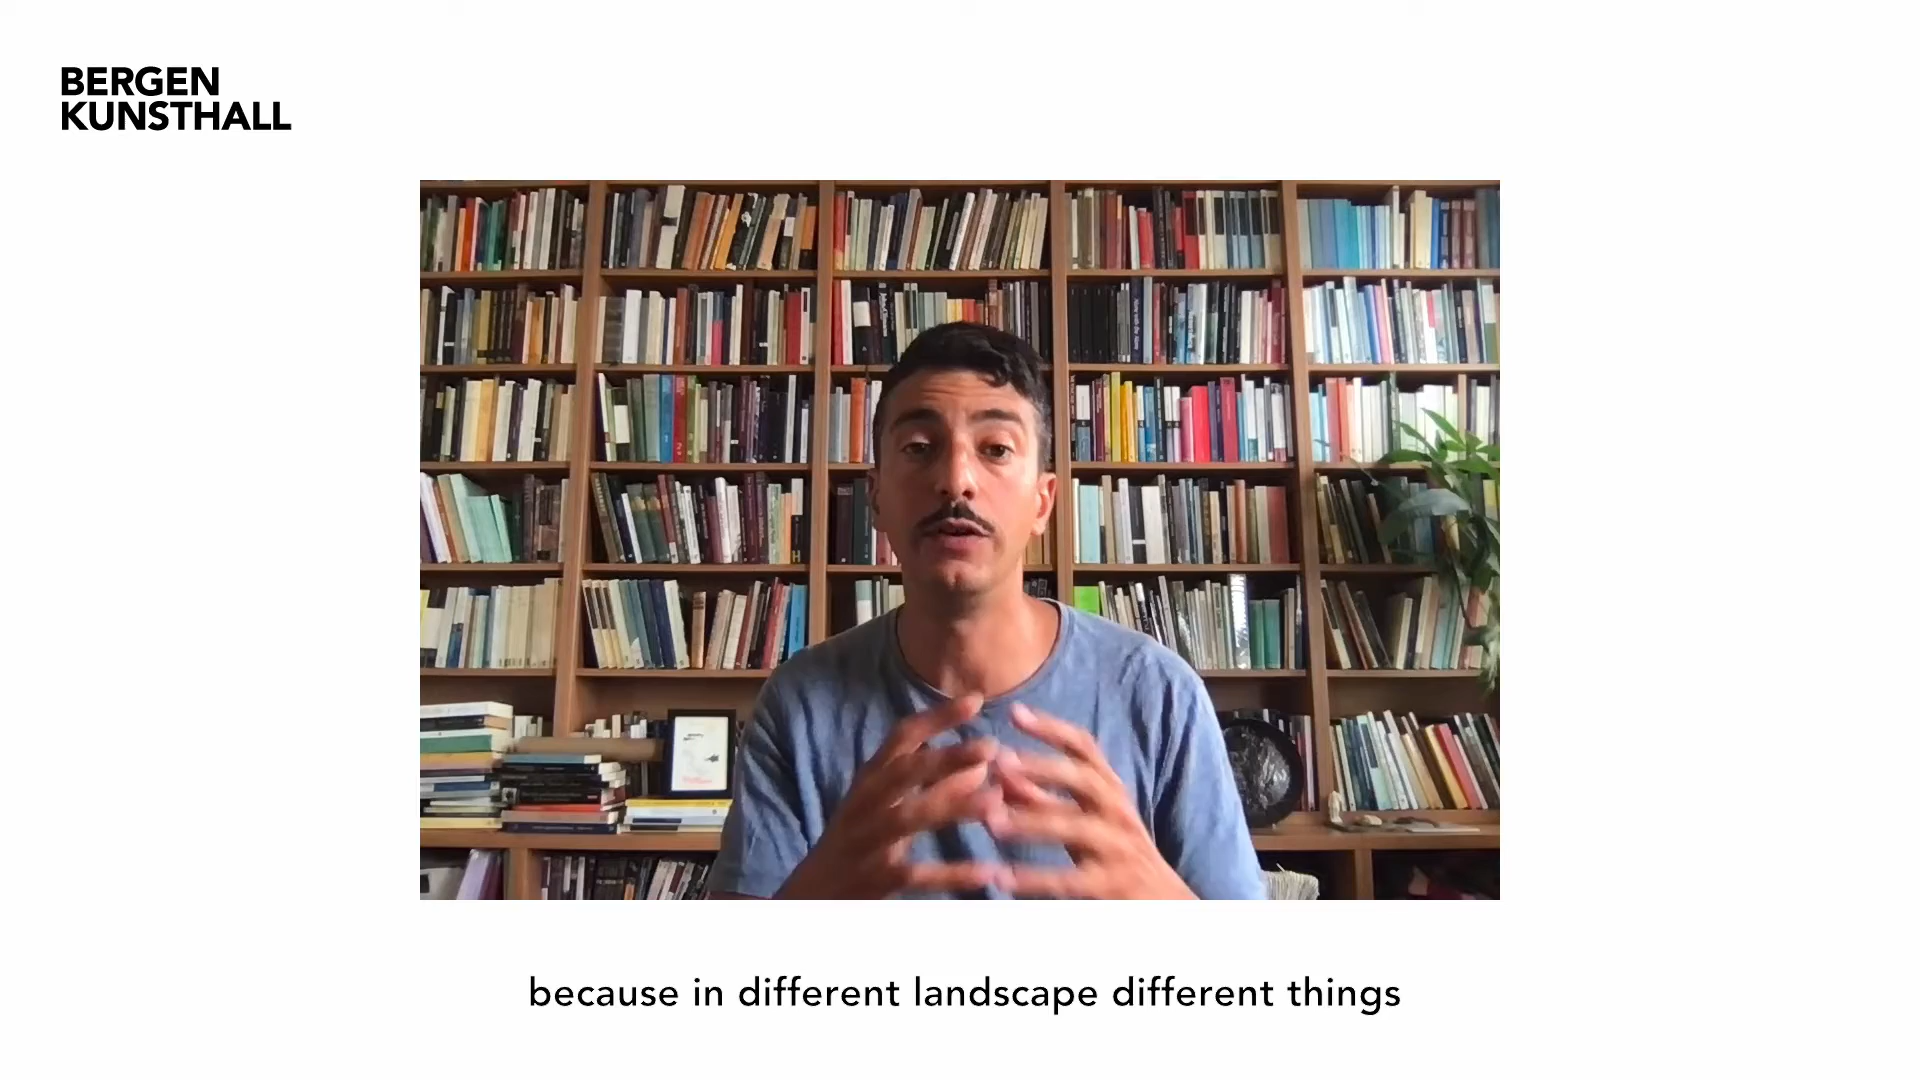 BERGEN
KUNSTHALL
because in different landscape different things